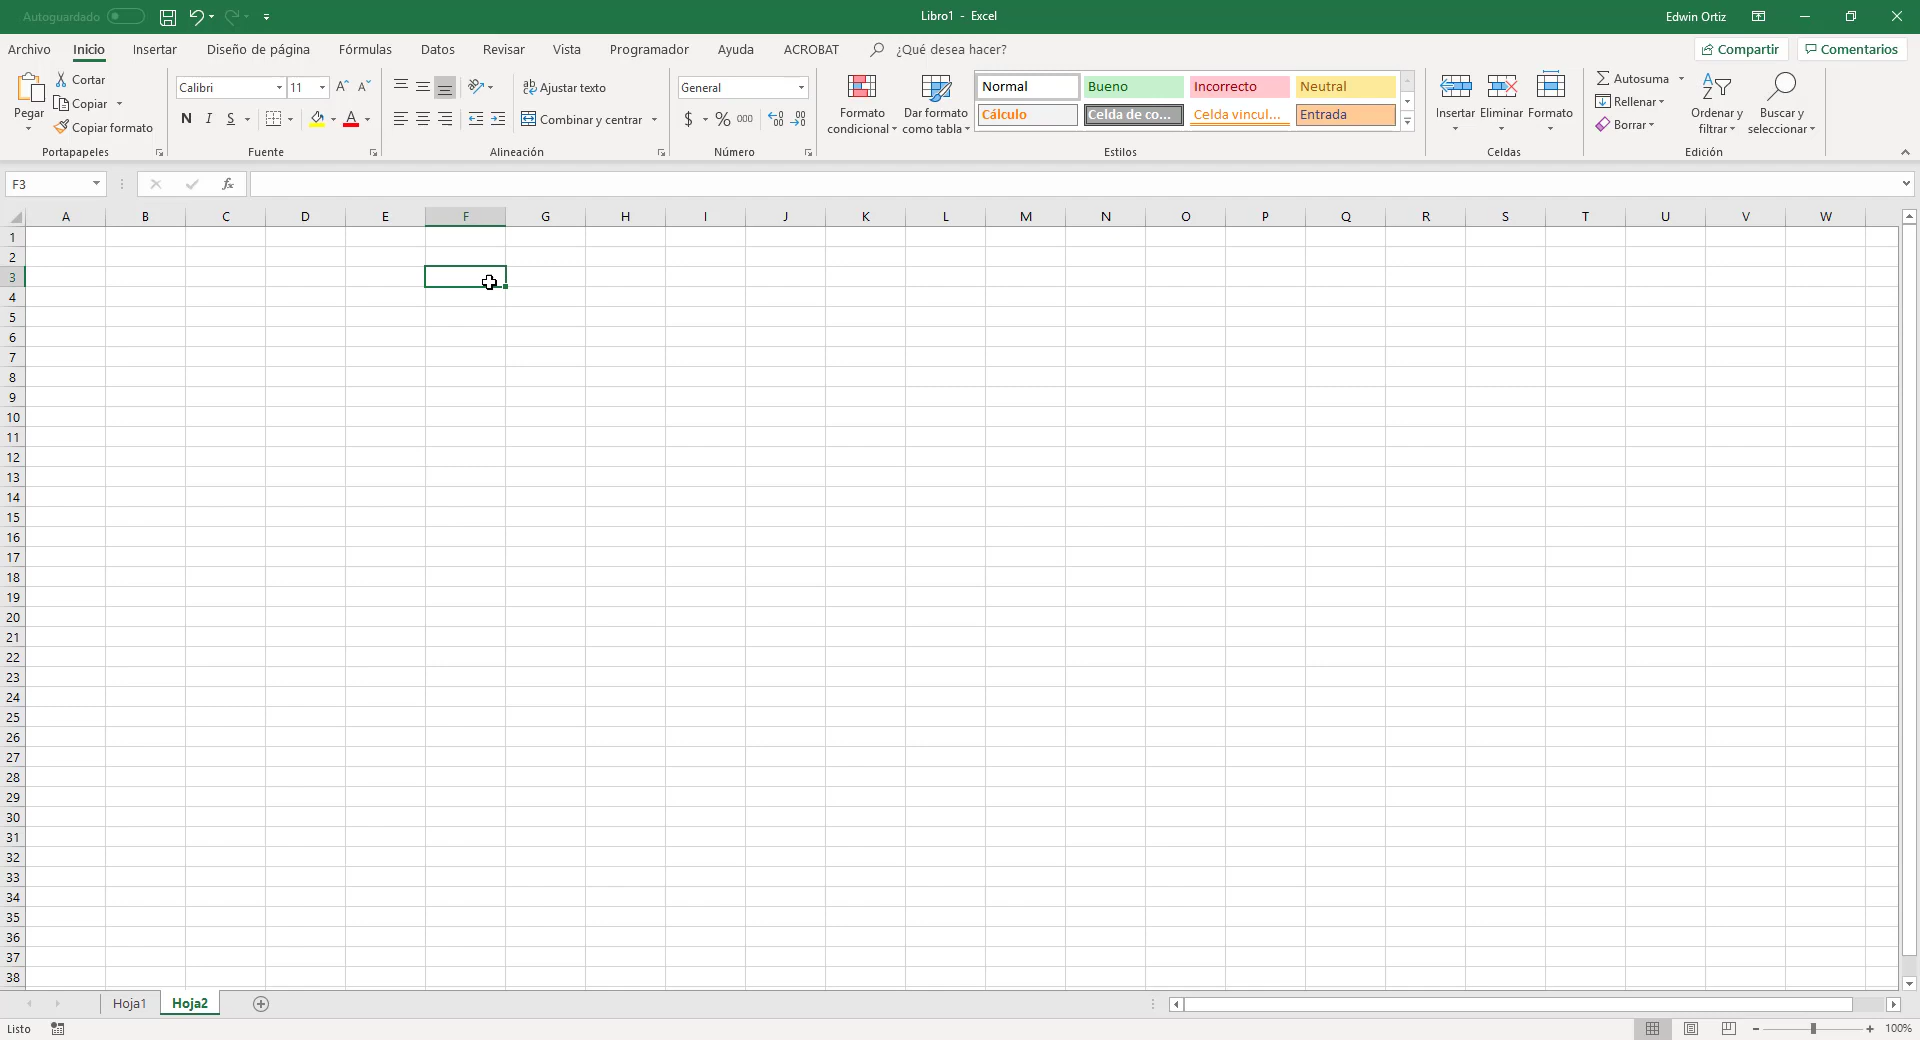 Autoguardado
Libro1 - Excel
Edwin Ortiz
Archivo Inicio Insertar Diseño de página Fórmulas Datos Revisar Vista Programador Ayuda ACROBAT ¿Qué desea hacer? Compartir Comentarios
Pegar
Cortar
Copiar
Copiar formato
Portapapeles
Calibri 11
N I S A
Fuente
Ajustar texto
Combinar y centrar
Alineación
General
$ % 000
Número
Formato condicional
Dar formato como tabla
Normal Bueno Incorrecto Neutral
Cálculo Celda de co... Celda vincul... Entrada
Estilos
Insertar Eliminar Formato
Celdas
Autosuma
Rellenar
Borrar
Ordenar y filtrar
Buscar y seleccionar
Edición
F3 fx
A B C D E F G H I J K L M N O P Q R S T U V W
1
2
3
4
5
6
7
8
9
10
11
12
13
14
15
16
17
18
19
20
21
22
23
24
25
26
27
28
29
30
31
32
33
34
35
36
37
38
Hoja1 Hoja2
Listo
100%